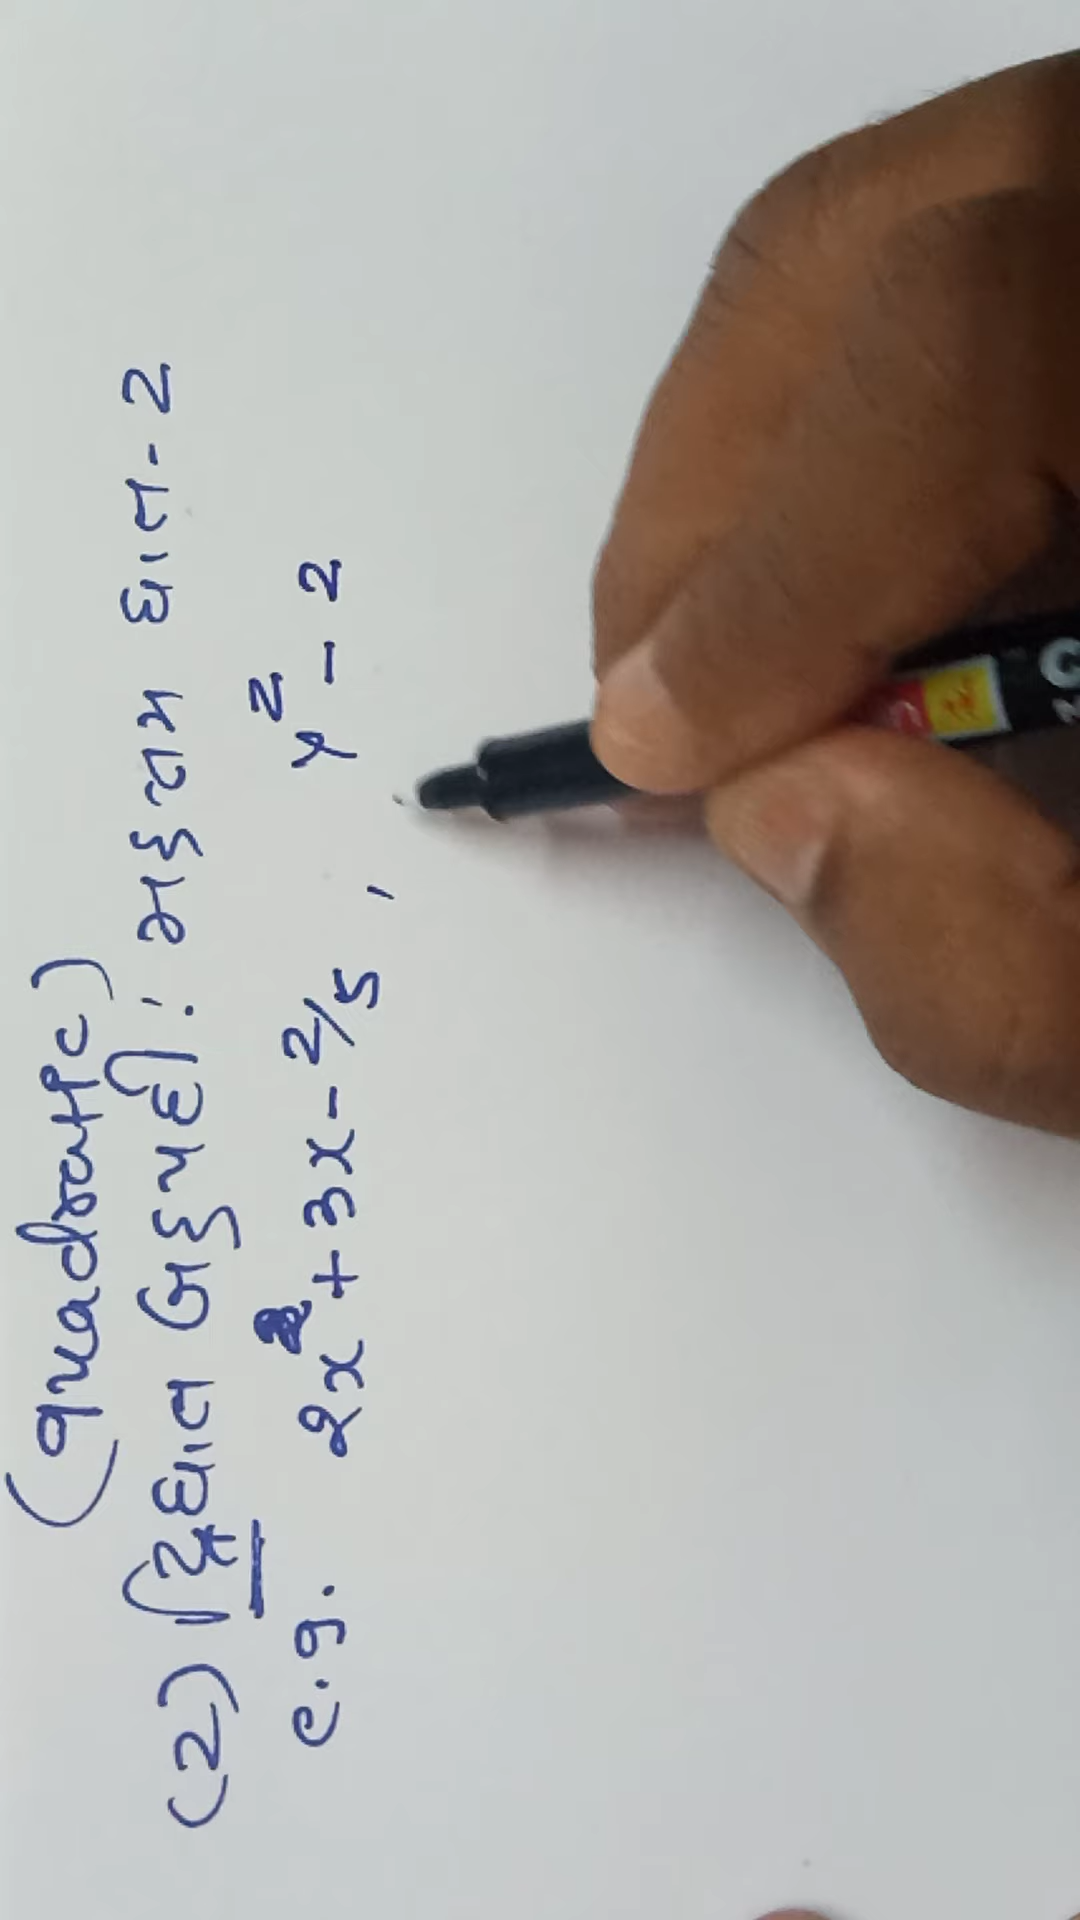 (quadratic)
(2) દ્વિઘાત બહુપદી : મહત્તમ ઘાત - 2
e.g. 2x² + 3x - 2/5 , y² - 2